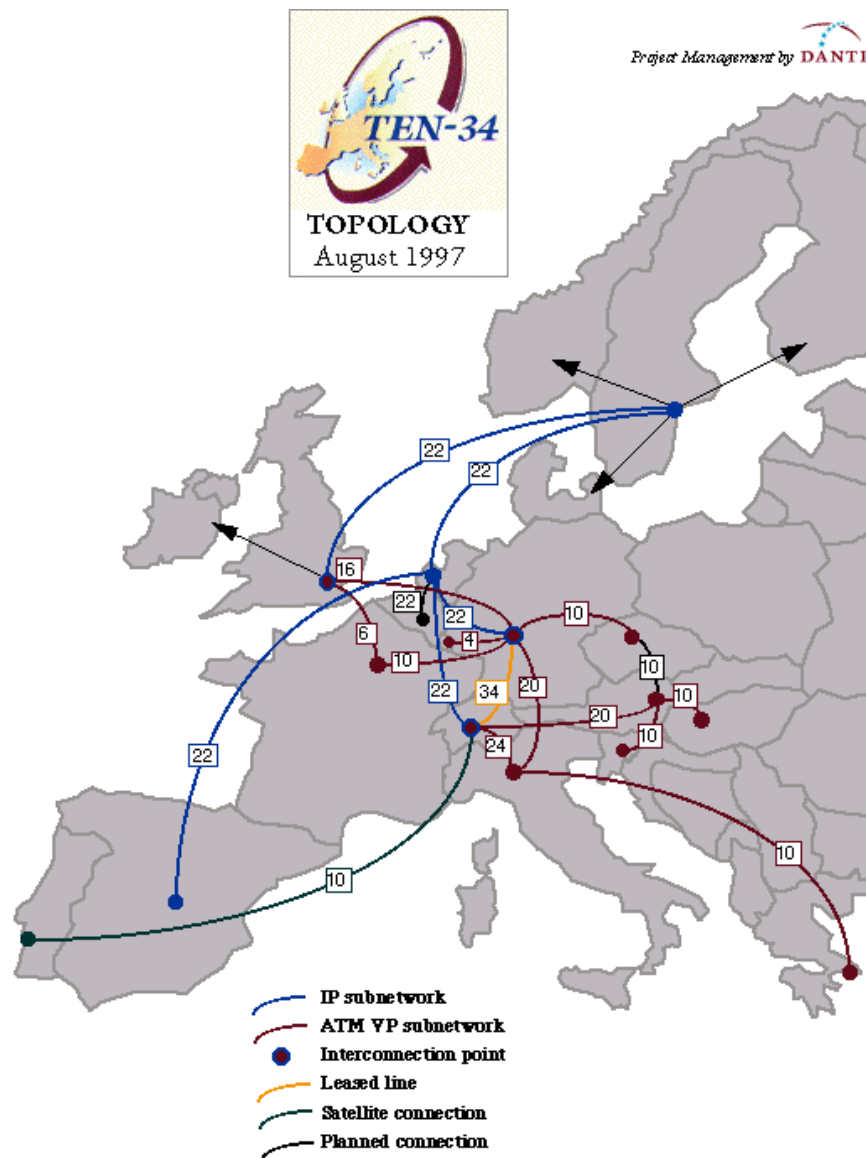 Project Management by DANTE
TEN-34
TOPOLOGY
August 1997
22
22
16
22
6
22
10
4
10
10
22
34
20
20
10
10
24
22
10
10
IP subnetwork
ATM VP subnetwork
Interconnection point
Leased line
Satellite connection
Planned connection